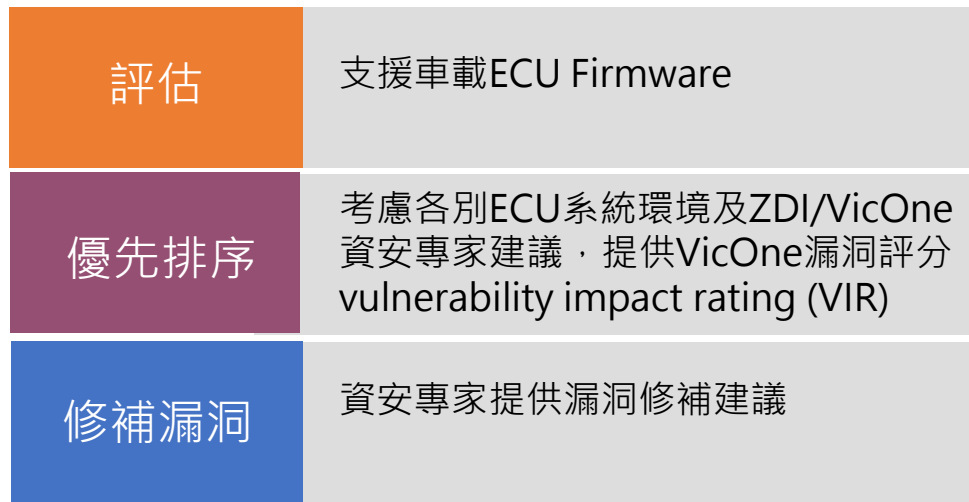 評估
支援車載ECU Firmware
優先排序
考慮各別ECU系統環境及ZDI/VicOne
資安專家建議，提供VicOne漏洞評分
vulnerability impact rating (VIR)
修補漏洞
資安專家提供漏洞修補建議